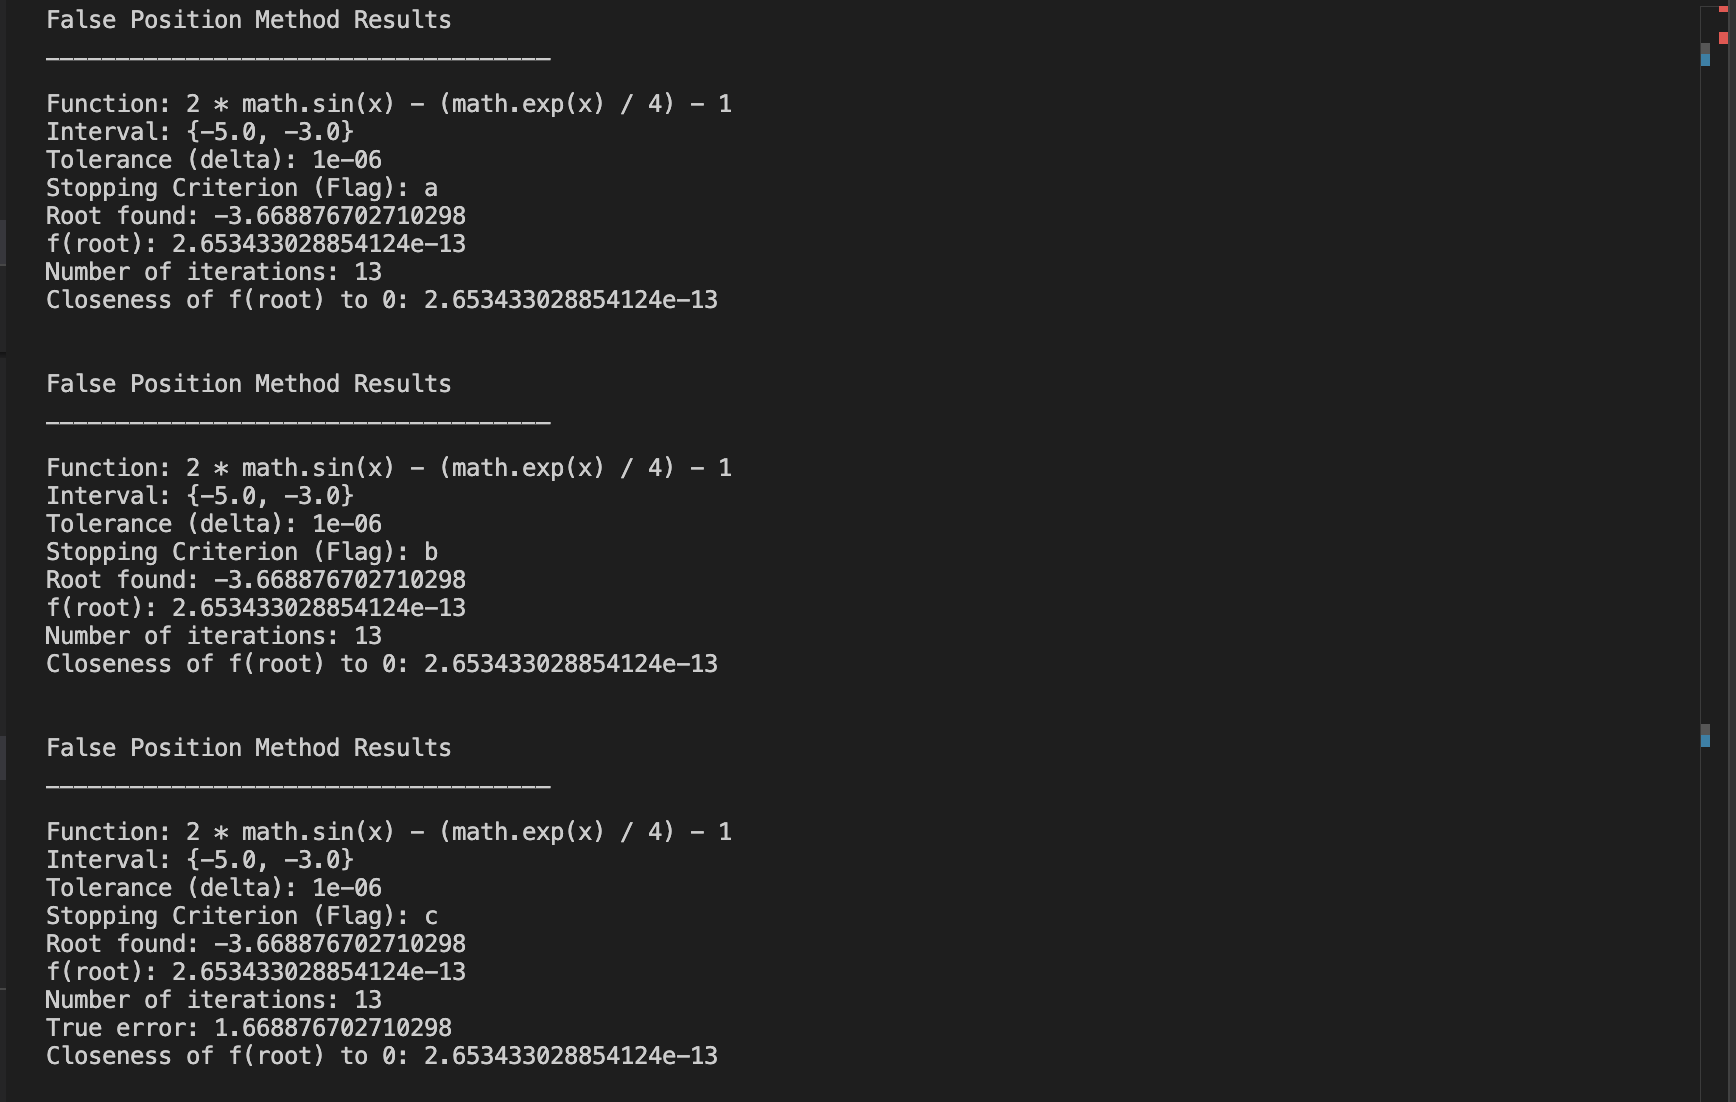 False Position Method Results
____________________________________
Function: 2 * math.sin(x) - (math.exp(x) / 4) - 1
Interval: {-5.0, -3.0}
Tolerance (delta): 1e-06
Stopping Criterion (Flag): a
Root found: -3.668876702710298
f(root): 2.653433028854124e-13
Number of iterations: 13
Closeness of f(root) to 0: 2.653433028854124e-13
False Position Method Results
____________________________________
Function: 2 * math.sin(x) - (math.exp(x) / 4) - 1
Interval: {-5.0, -3.0}
Tolerance (delta): 1e-06
Stopping Criterion (Flag): b
Root found: -3.668876702710298
f(root): 2.653433028854124e-13
Number of iterations: 13
Closeness of f(root) to 0: 2.653433028854124e-13
False Position Method Results
____________________________________
Function: 2 * math.sin(x) - (math.exp(x) / 4) - 1
Interval: {-5.0, -3.0}
Tolerance (delta): 1e-06
Stopping Criterion (Flag): c
Root found: -3.668876702710298
f(root): 2.653433028854124e-13
Number of iterations: 13
True error: 1.668876702710298
Closeness of f(root) to 0: 2.653433028854124e-13